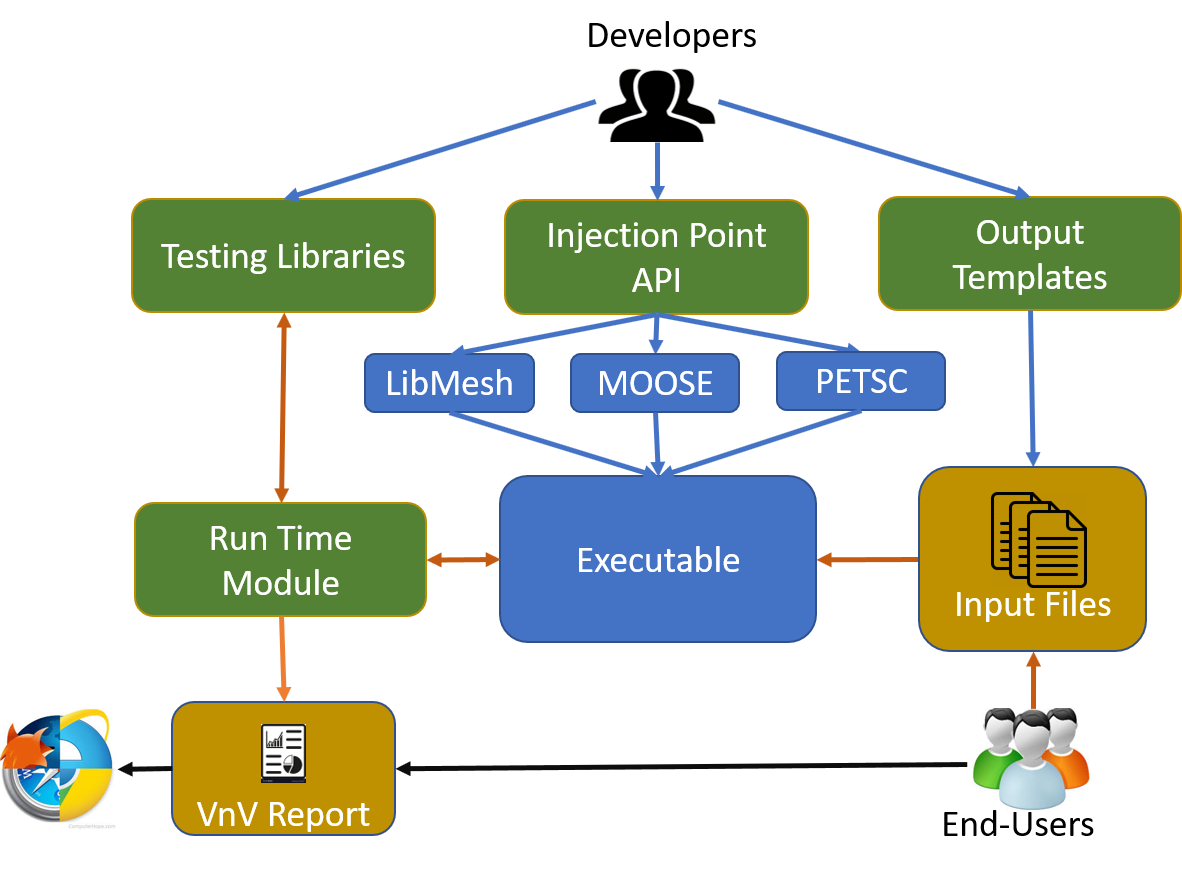 Developers
Testing Libraries
Injection Point
API
Output
Templates
LibMesh
MOOSE
PETSC
Run Time
Module
Executable
Input Files
VnV Report
End-Users